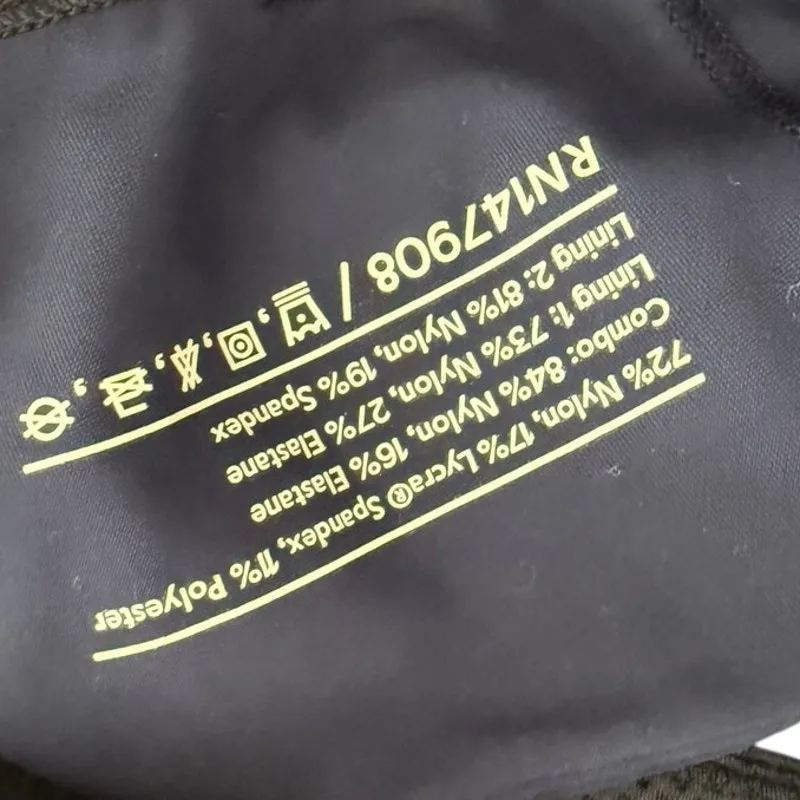 72% Nylon, 17% Lycra® Spandex, 11% Polyester
Combo: 84% Nylon, 16% Elastane
Lining 1: 73% Nylon, 27% Elastane
Lining 2: 81% Nylon, 19% Spandex
RN147908 /